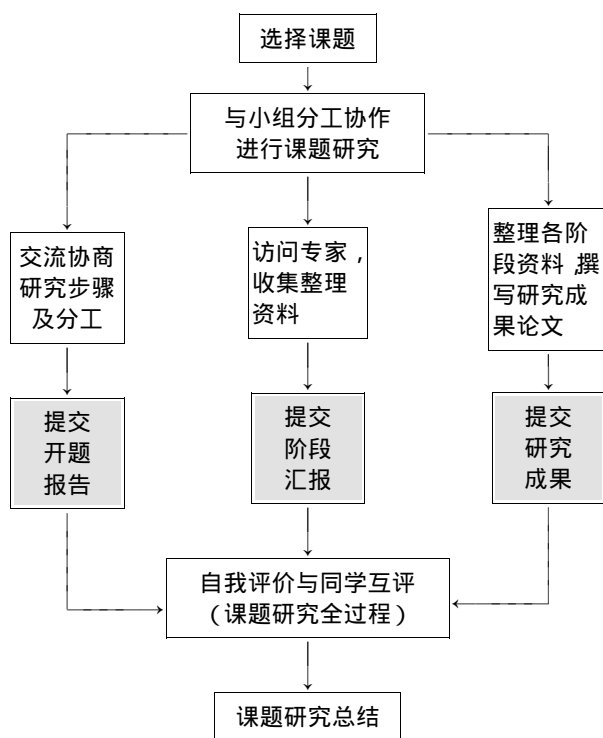 选择课题
与小组分工协作
进行课题研究
交流协商
研究步骤
及分工
访问专家，
收集整理
资料
整理各阶
段资料，撰
写研究成
果论文
提交
开题
报告
提交
阶段
汇报
提交
研究
成果
自我评价与同学互评
（课题研究全过程）
课题研究总结